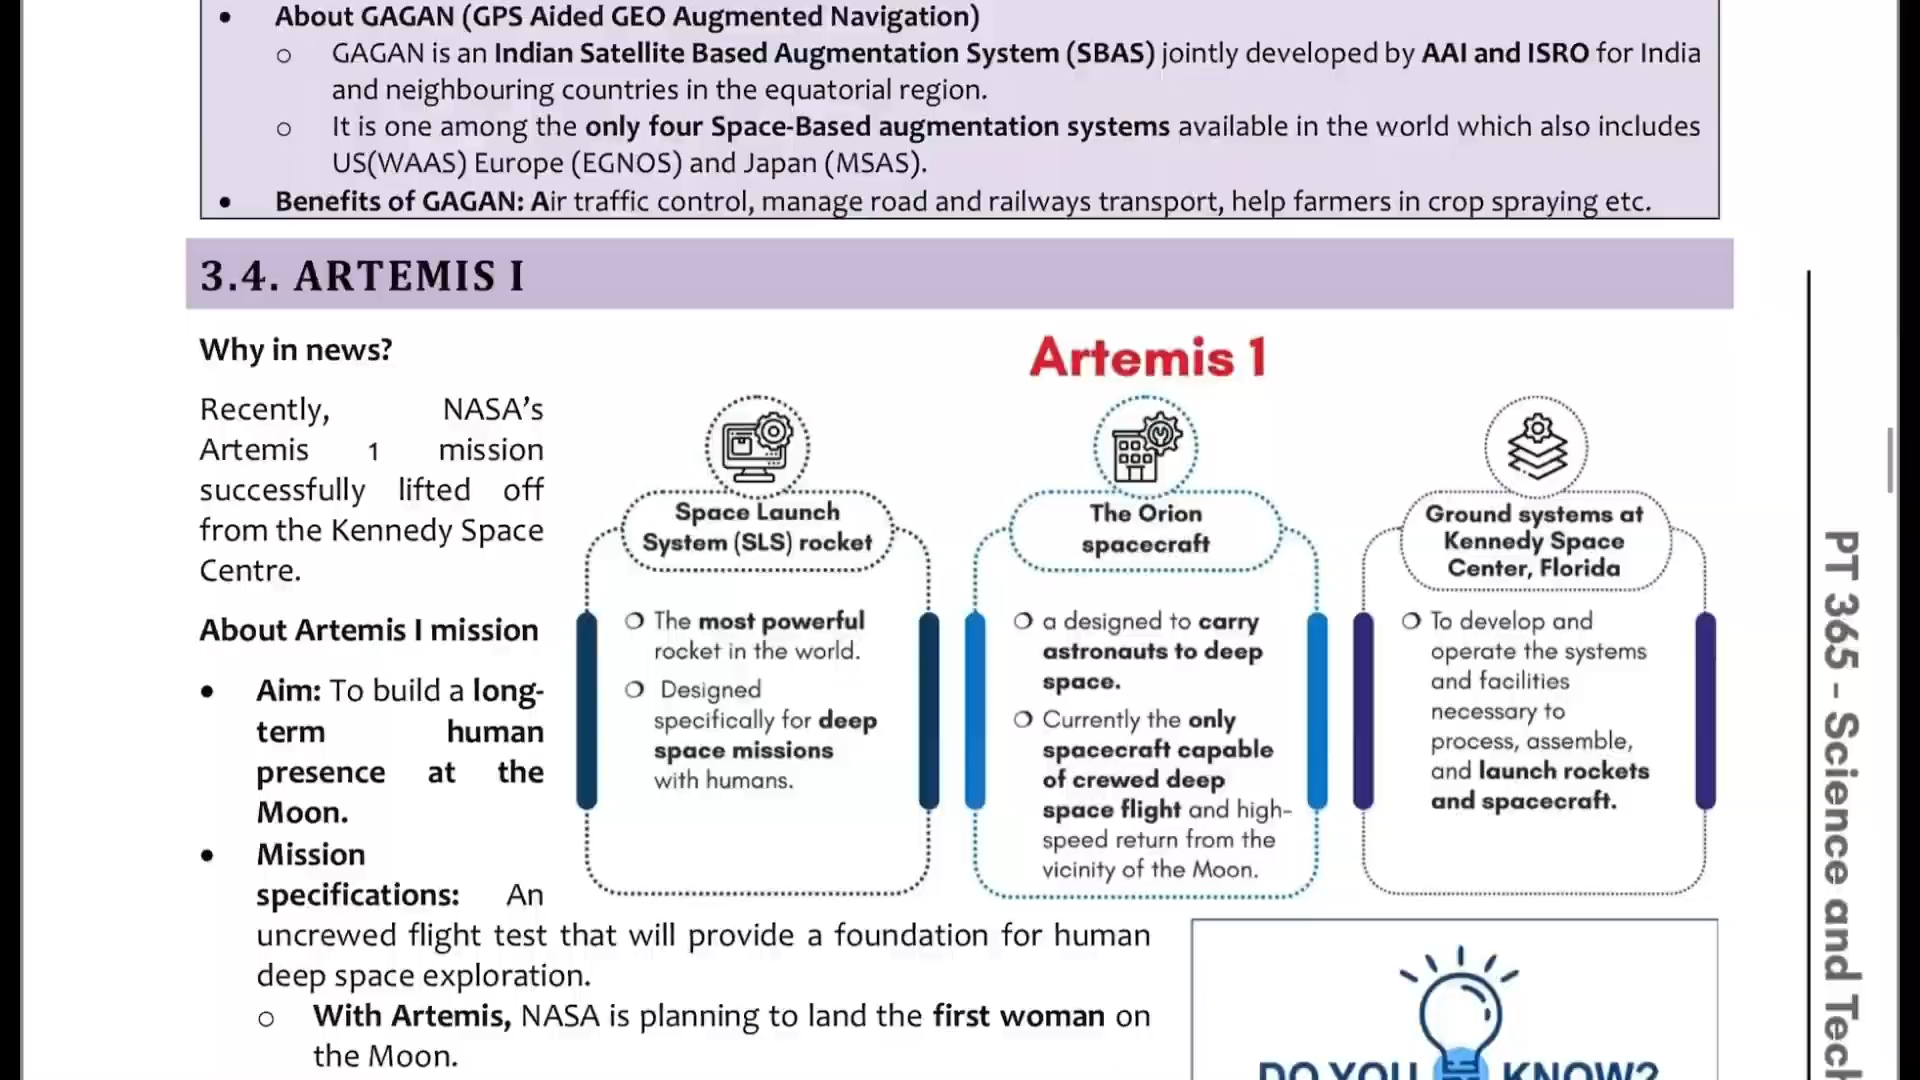 • About GAGAN (GPS Aided GEO Augmented Navigation)
o GAGAN is an Indian Satellite Based Augmentation System (SBAS) jointly developed by AAI and ISRO for India
and neighbouring countries in the equatorial region.
o It is one among the only four Space-Based augmentation systems available in the world which also includes
US(WAAS) Europe (EGNOS) and Japan (MSAS).
• Benefits of GAGAN: Air traffic control, manage road and railways transport, help farmers in crop spraying etc.
3.4. ARTEMIS I
Why in news?
Recently, NASA's
Artemis 1 mission
successfully lifted off
from the Kennedy Space
Centre.
About Artemis I mission
• Aim: To build a long-
term human
presence at the
Moon.
• Mission
specifications: An
uncrewed flight test that will provide a foundation for human
deep space exploration.
o With Artemis, NASA is planning to land the first woman on
the Moon.
Artemis 1
Space Launch
System (SLS) rocket
The most powerful
rocket in the world.
Designed
specifically for deep
space missions
with humans.
The Orion
spacecraft
a designed to carry
astronauts to deep
space.
Currently the only
spacecraft capable
of crewed deep
space flight and high-
speed return from the
vicinity of the Moon.
Ground systems at
Kennedy Space
Center, Florida
To develop and
operate the systems
and facilities
necessary to
process, assemble,
and launch rockets
and spacecraft.
DO YOU KNOW?
PT 365 - Science and Tech